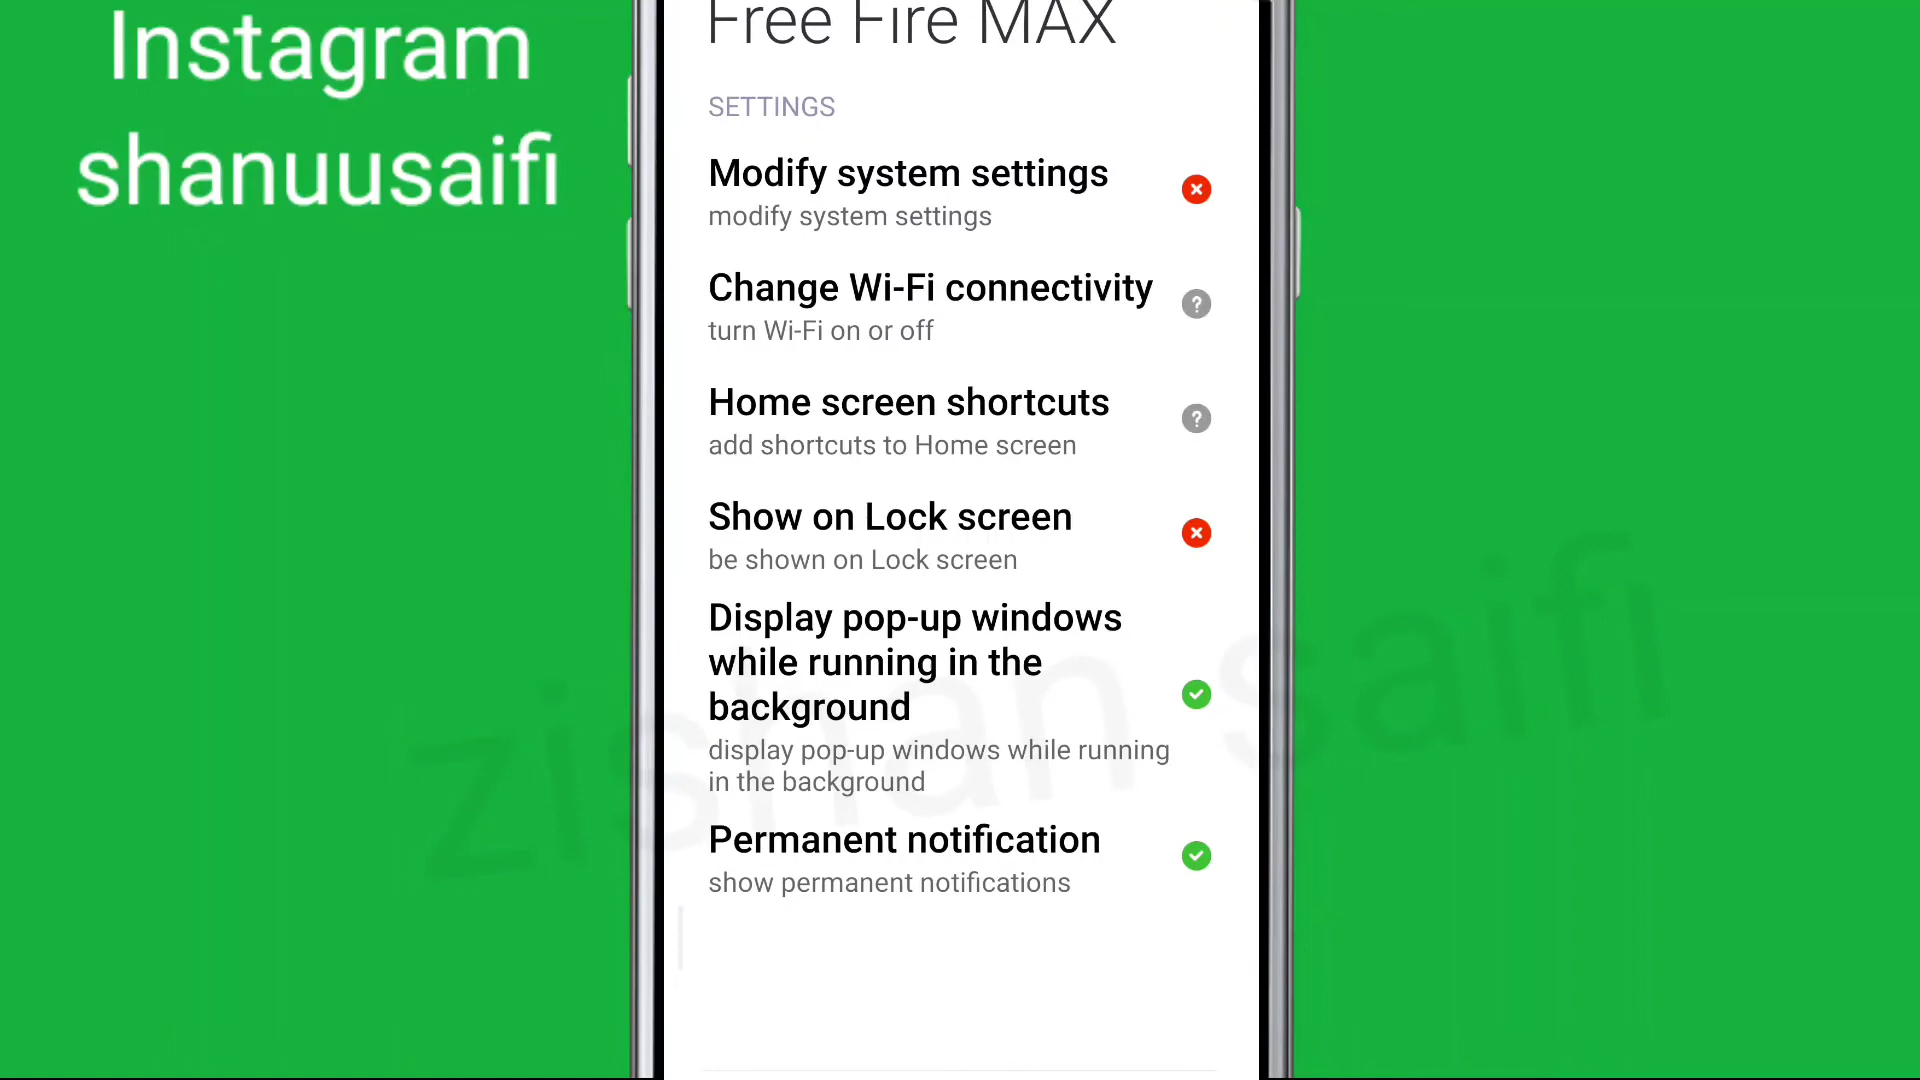 Instagram
shanuusaifi
Free Fire MAX
SETTINGS
Modify system settings
modify system settings
Change Wi-Fi connectivity
turn Wi-Fi on or off
Home screen shortcuts
add shortcuts to Home screen
Show on Lock screen
be shown on Lock screen
Display pop-up windows
while running in the
background
display pop-up windows while running
in the background
Permanent notification
show permanent notifications
zishan saifi